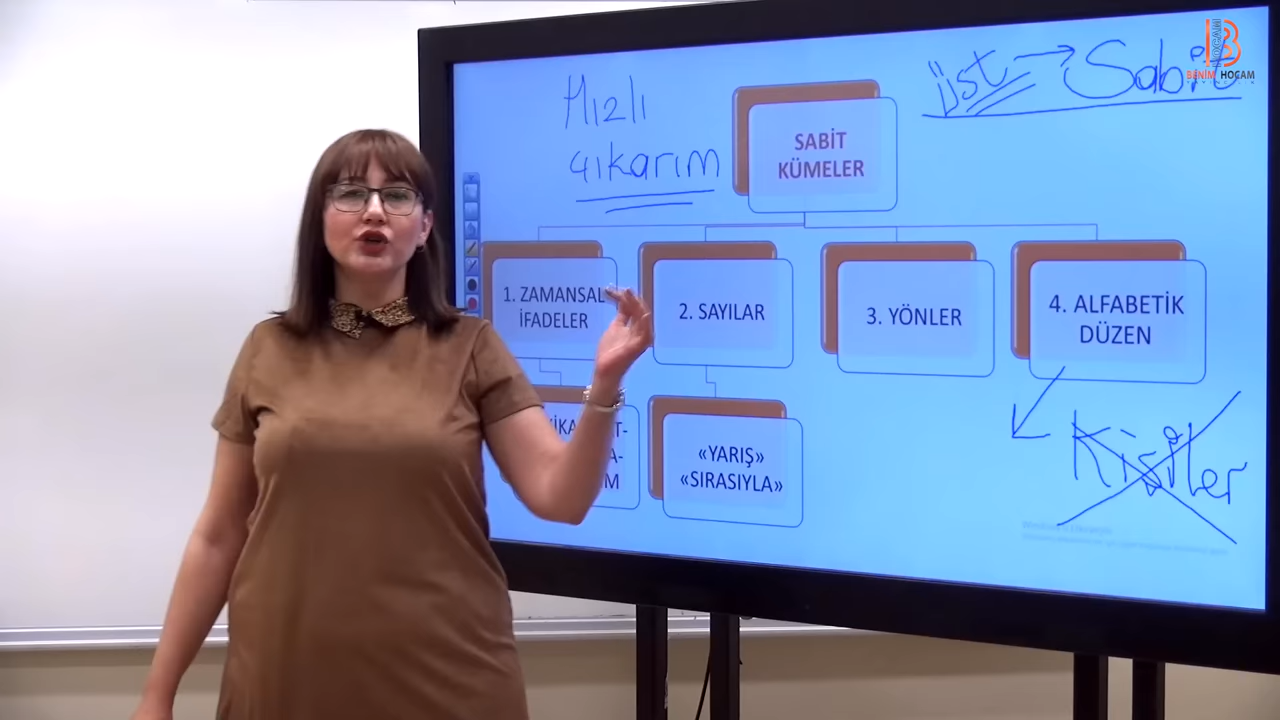 Hızlı
çıkarım
üst → Sabit
BENİM HOCAM
SABİT
KÜMELER
1. ZAMANSAL
İFADELER
2. SAYILAR
3. YÖNLER
4. ALFABETİK
DÜZEN
«YARIŞ»
«SIRASIYLA»
Kişiler